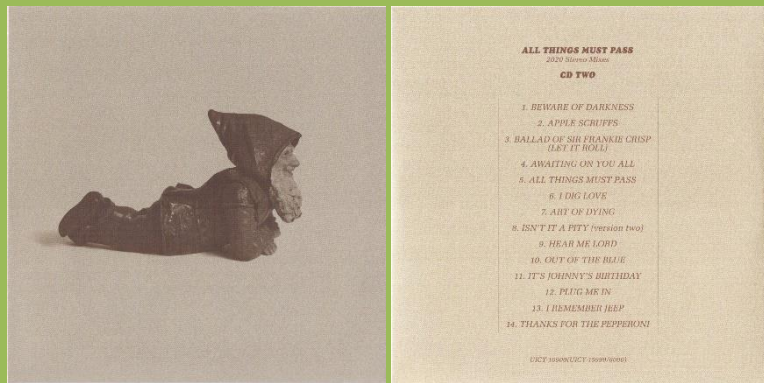 ALL THINGS MUST PASS
2020 Stereo Mixes
CD TWO
1. BEWARE OF DARKNESS
2. APPLE SCRUFFS
3. BALLAD OF SIR FRANKIE CRISP
(LET IT ROLL)
4. AWAITING ON YOU ALL
5. ALL THINGS MUST PASS
6. I DIG LOVE
7. ART OF DYING
8. ISN'T IT A PITY (version two)
9. HEAR ME LORD
10. OUT OF THE BLUE
11. IT'S JOHNNY'S BIRTHDAY
12. PLUG ME IN
13. I REMEMBER JEEP
14. THANKS FOR THE PEPPERONI